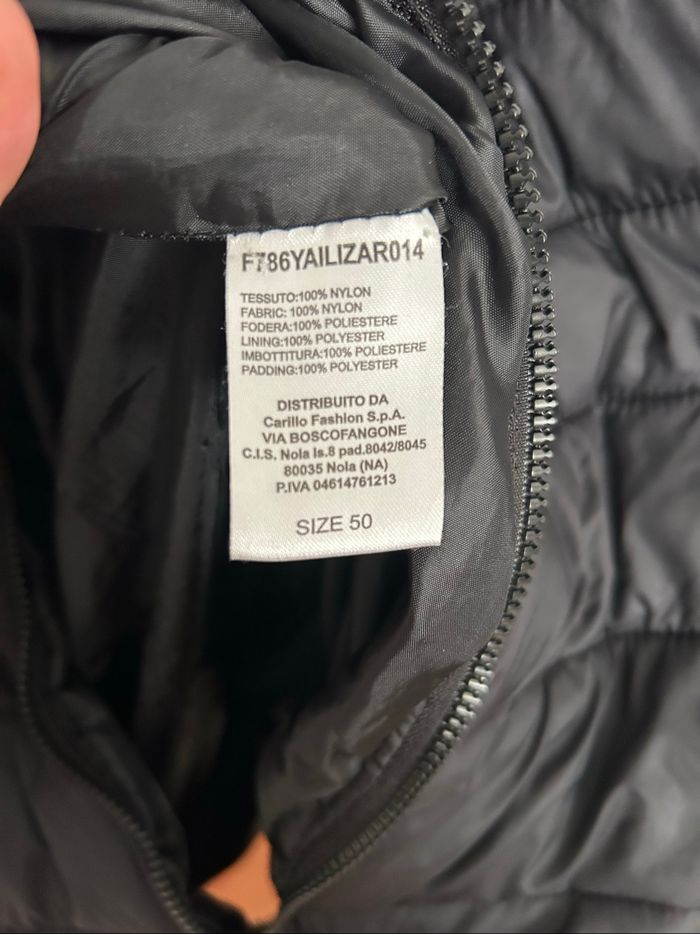 F786YAILIZAR014
TESSUTO:100% NYLON
FABRIC: 100% NYLON
FODERA:100% POLIESTERE
LINING:100% POLYESTER
IMBOTTITURA:100% POLIESTERE
PADDING:100% POLYESTER
DISTRIBUITO DA
Carillo Fashion S.p.A.
VIA BOSCOFANGONE
C.I.S. Nola Is.8 pad.8042/8045
80035 Nola (NA)
P.IVA 04614761213
SIZE 50